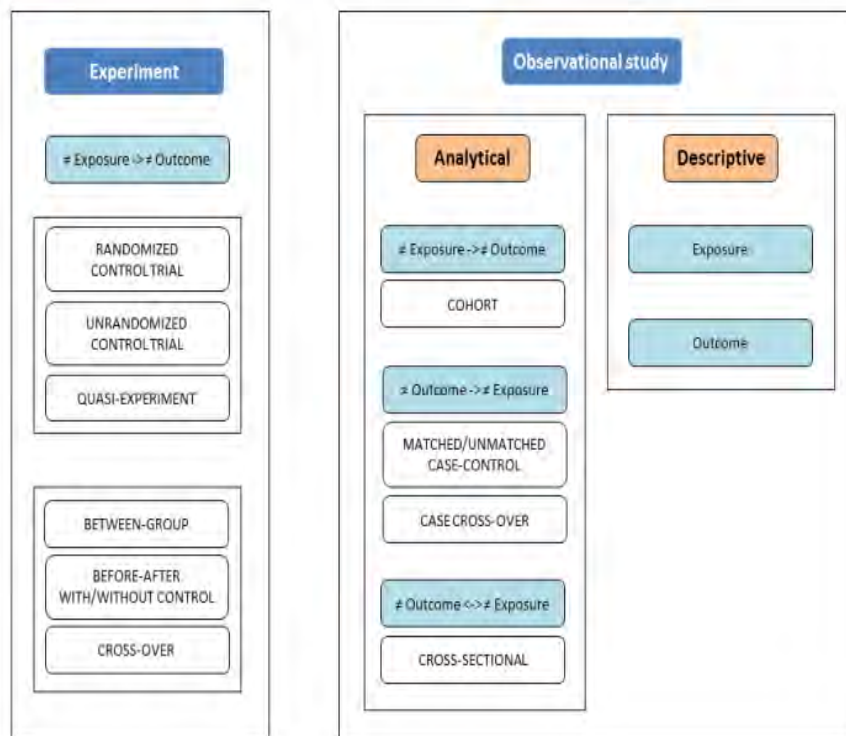 Experiment
≠ Exposure -> ≠ Outcome
RANDOMIZED
CONTROL TRIAL
UNRANDOMIZED
CONTROL TRIAL
QUASI-EXPERIMENT
BETWEEN-GROUP
BEFORE-AFTER
WITH/WITHOUT CONTROL
CROSS-OVER
Observational study
Analytical
≠ Exposure -> ≠ Outcome
COHORT
≠ Outcome -> ≠ Exposure
MATCHED/UNMATCHED
CASE-CONTROL
CASE CROSS-OVER
≠ Outcome <-> ≠ Exposure
CROSS-SECTIONAL
Descriptive
Exposure
Outcome